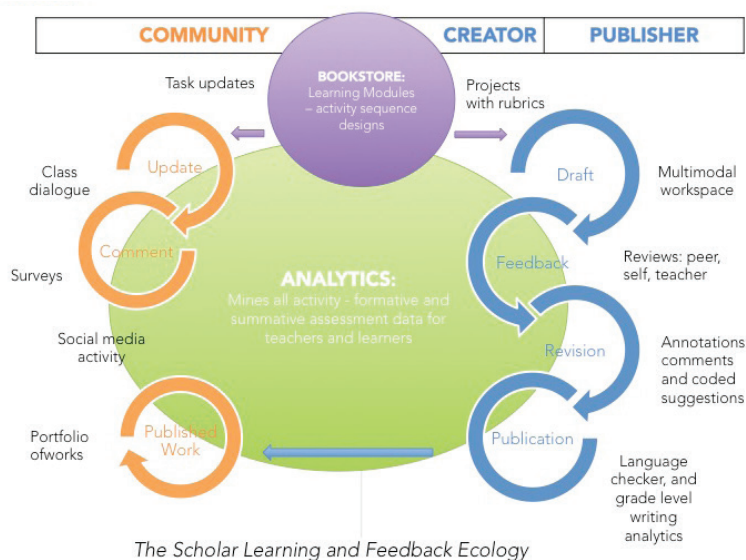 COMMUNITY
CREATOR
PUBLISHER
BOOKSTORE:
Learning Modules
– activity sequence
designs
Task updates
Projects
with rubrics
Update
Class
dialogue
Comment
Surveys
Social media
activity
Published
Work
Portfolio
ofworks
ANALYTICS:
Mines all activity - formative and
summative assessment data for
teachers and learners
Draft
Multimodal
workspace
Feedback
Reviews: peer,
self, teacher
Revision
Annotations
comments
and coded
suggestions
Publication
Language
checker, and
grade level
writing
analytics
The Scholar Learning and Feedback Ecology